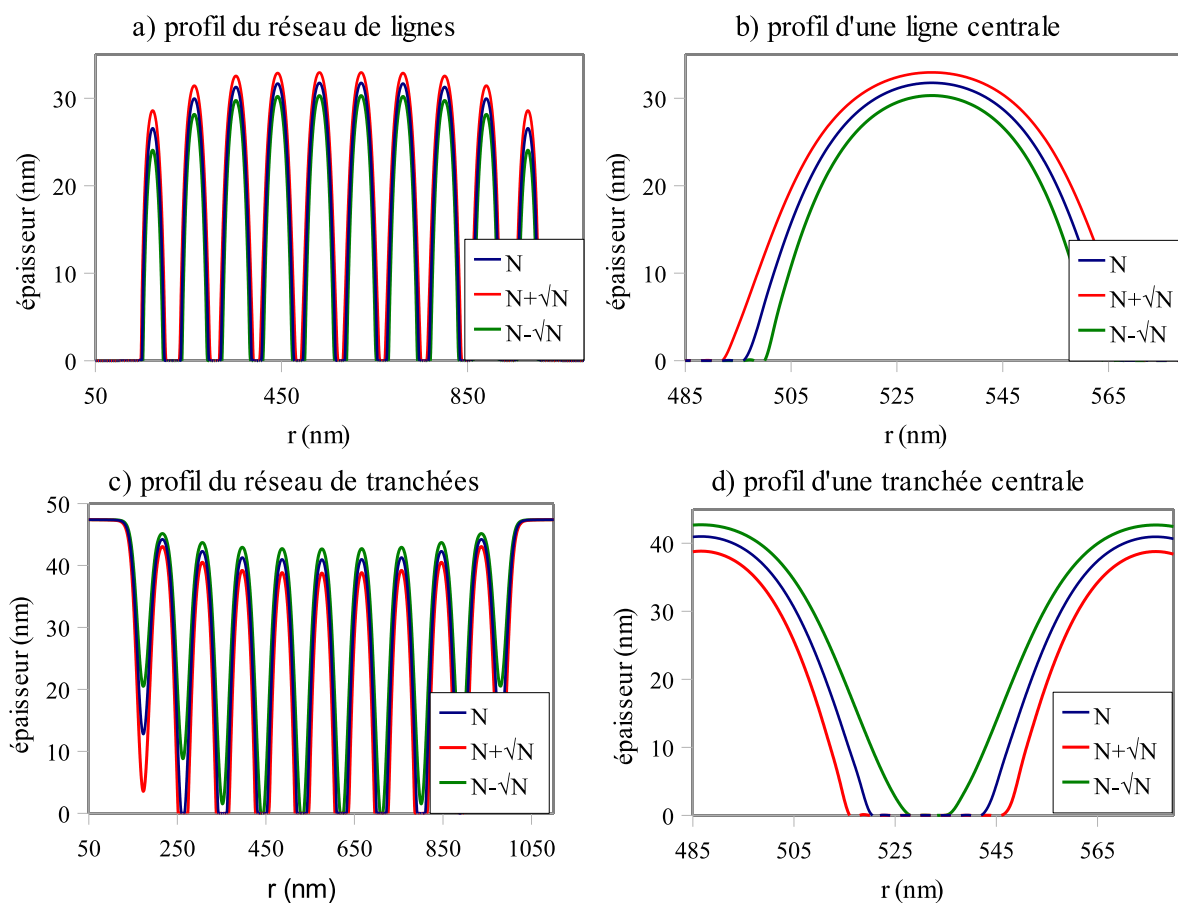 a) profil du réseau de lignes
épaisseur (nm)
30
20
10
0
50
450
850
r (nm)
N
N+√N
N-√N
b) profil d'une ligne centrale
épaisseur (nm)
30
20
10
0
485
505
525
545
565
r (nm)
N
N+√N
N-√N
c) profil du réseau de tranchées
épaisseur (nm)
50
40
30
20
10
0
50
250
450
650
850
1050
r (nm)
N
N+√N
N-√N
d) profil d'une tranchée centrale
épaisseur (nm)
40
30
20
10
0
485
505
525
545
565
r (nm)
N
N+√N
N-√N